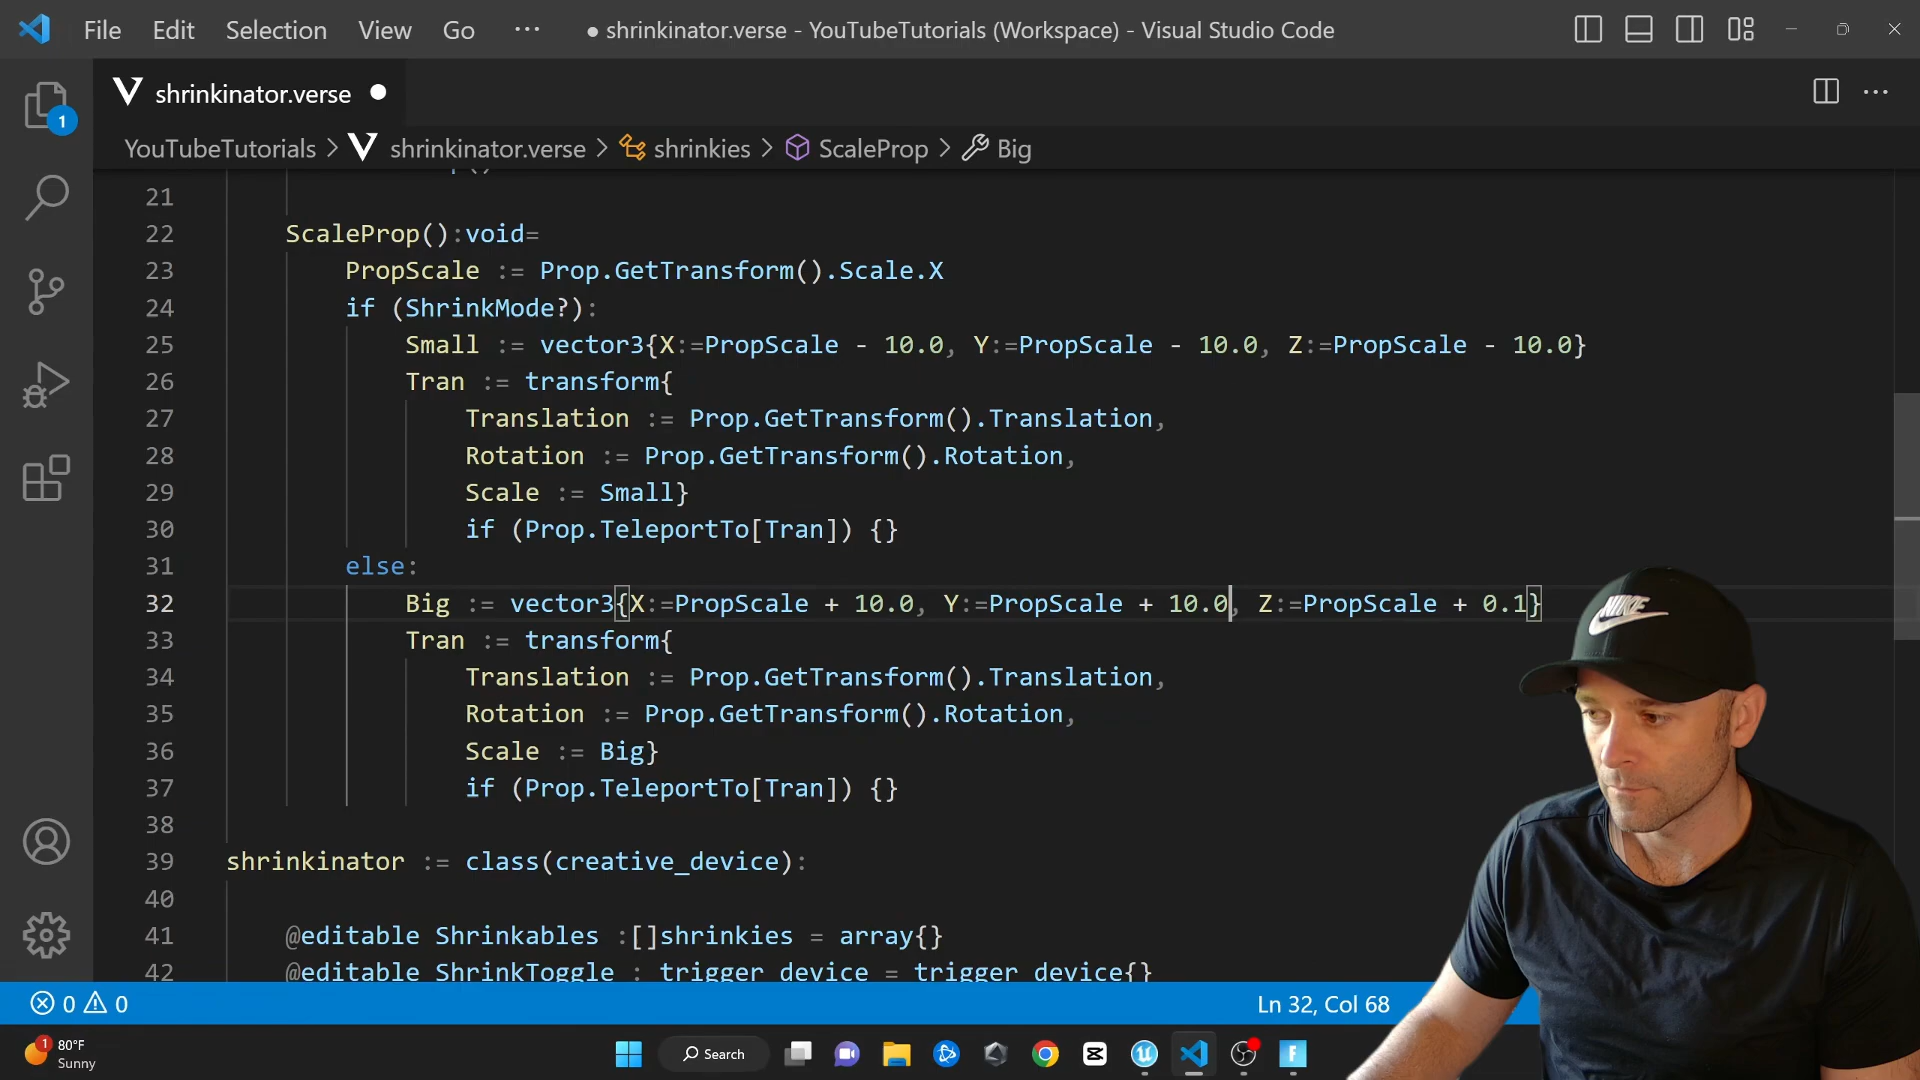 File Edit Selection View Go ··· ● shrinkinator.verse - YouTubeTutorials (Workspace) - Visual Studio Code
shrinkinator.verse ●
YouTubeTutorials > shrinkinator.verse > shrinkies > ScaleProp > Big
1
21
22 ScaleProp():void=
23 PropScale := Prop.GetTransform().Scale.X
24 if (ShrinkMode?):
25 Small := vector3{X:=PropScale - 10.0, Y:=PropScale - 10.0, Z:=PropScale - 10.0}
26 Tran := transform{
27 Translation := Prop.GetTransform().Translation,
28 Rotation := Prop.GetTransform().Rotation,
29 Scale := Small}
30 if (Prop.TeleportTo[Tran]) {}
31 else:
32 Big := vector3{X:=PropScale + 10.0, Y:=PropScale + 10.0, Z:=PropScale + 0.1}
33 Tran := transform{
34 Translation := Prop.GetTransform().Translation,
35 Rotation := Prop.GetTransform().Rotation,
36 Scale := Big}
37 if (Prop.TeleportTo[Tran]) {}
38
39 shrinkinator := class(creative_device):
40
41 @editable Shrinkables :[]shrinkies = array{}
42 @editable ShrinkToggle : trigger_device = trigger_device{}
NIKE
0 0 Ln 32, Col 68
1 80°F
Sunny
Search